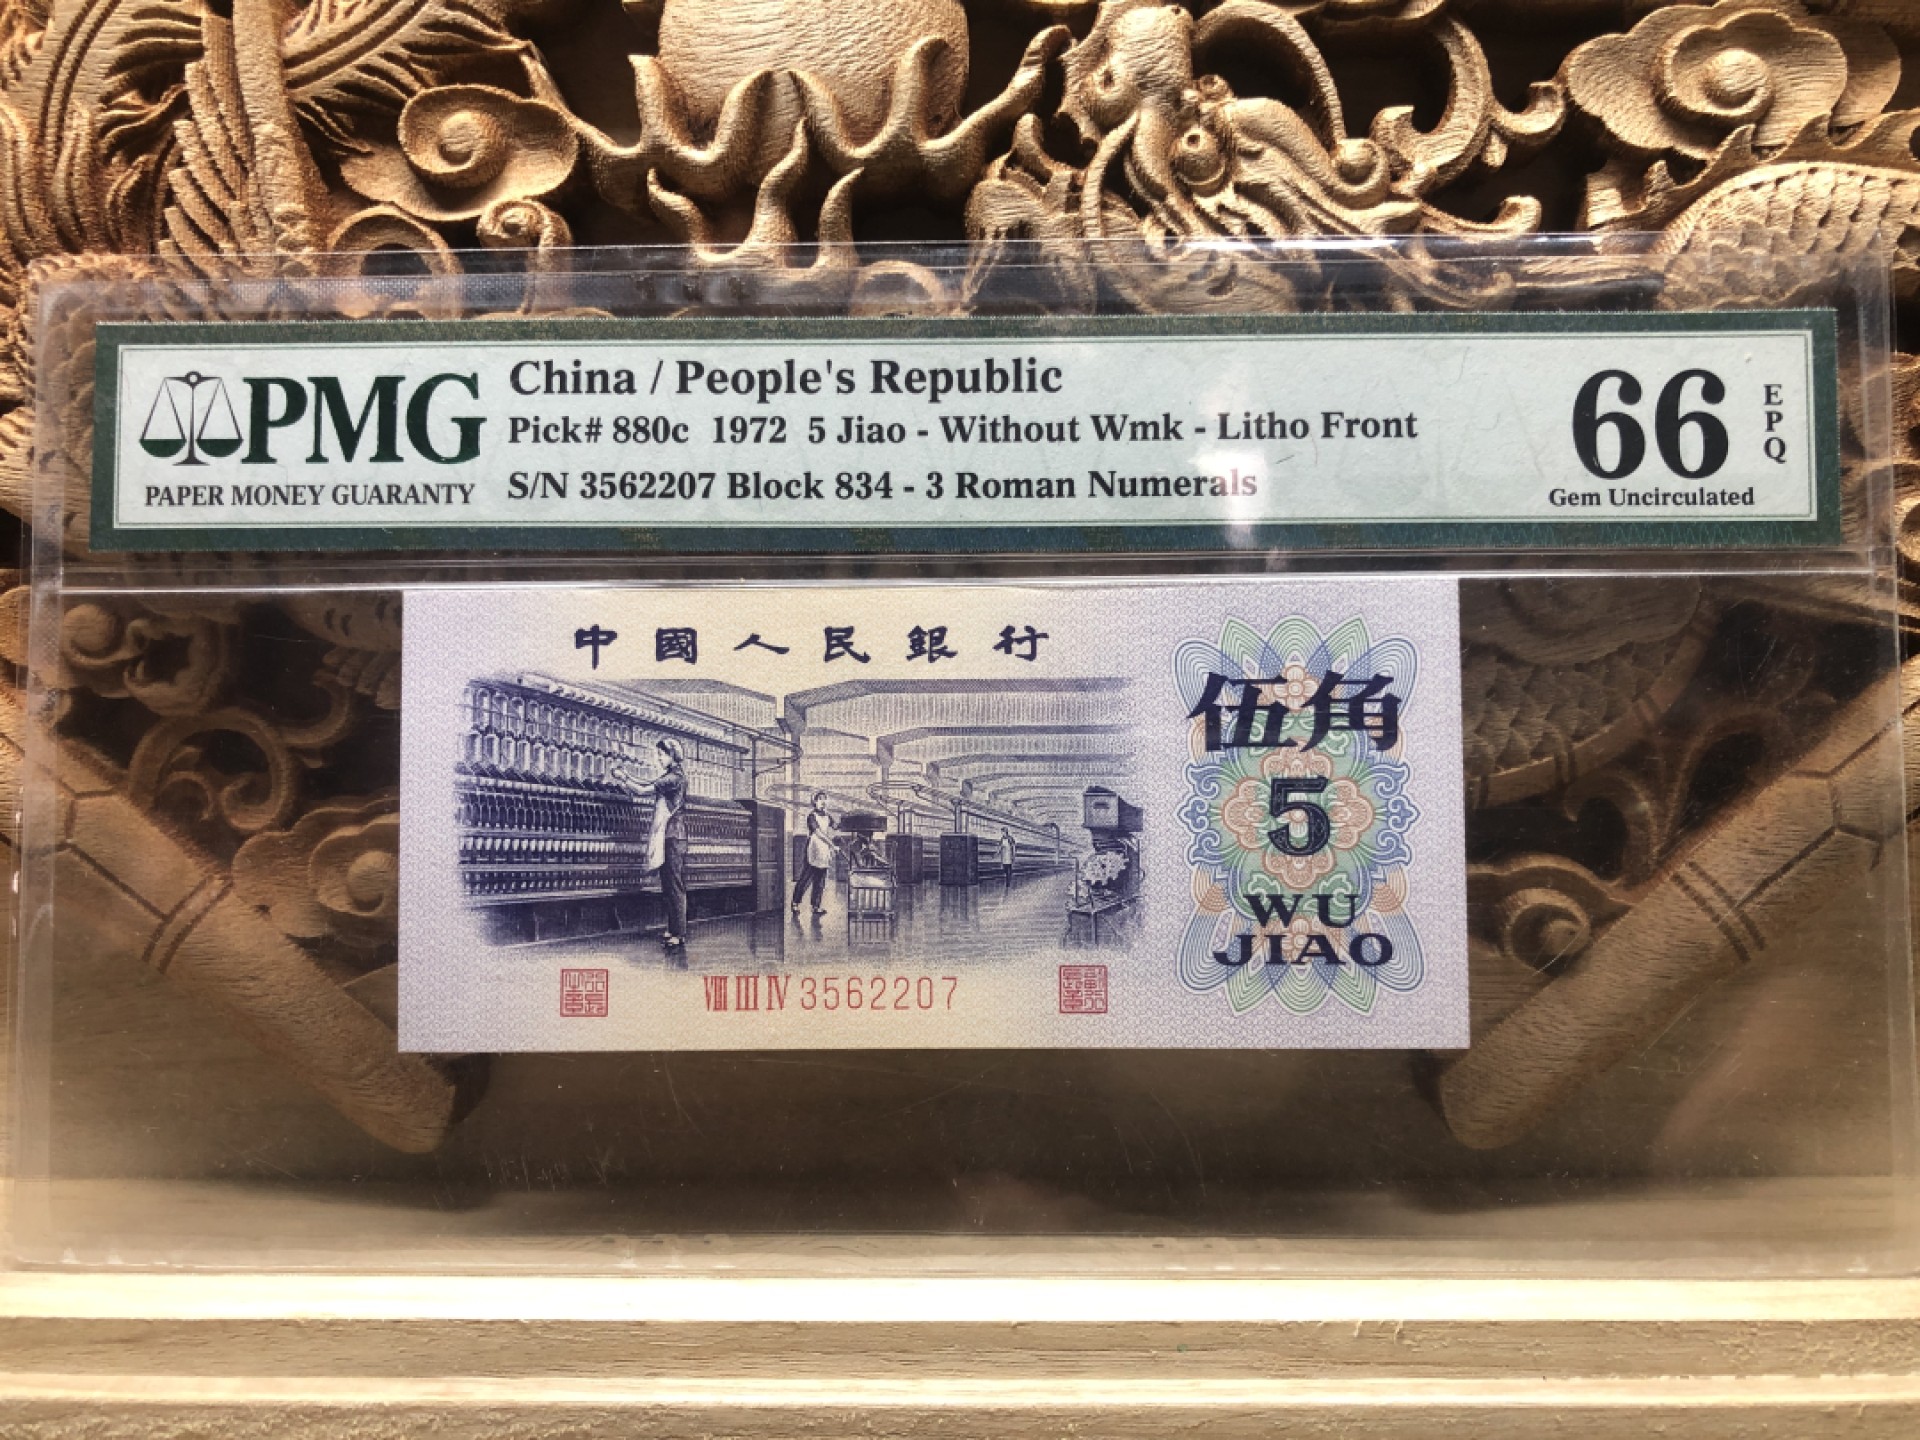 PMG
PAPER MONEY GUARANTY
China / People's Republic
Pick# 880c 1972 5 Jiao - Without Wmk - Litho Front
S/N 3562207 Block 834 - 3 Roman Numerals
66
EPQ
Gem Uncirculated
中國人民銀行
伍角
5
WU
JIAO
VIII III IV 3562207